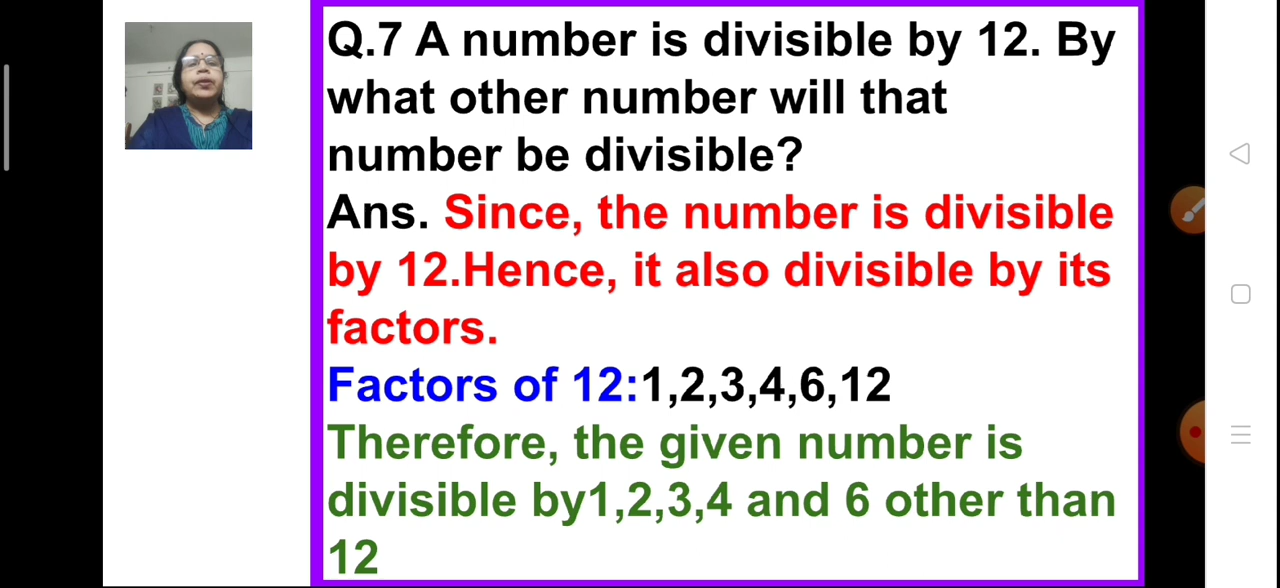 Q.7 A number is divisible by 12. By
what other number will that
number be divisible?
Ans. Since, the number is divisible
by 12.Hence, it also divisible by its
factors.
Factors of 12:1,2,3,4,6,12
Therefore, the given number is
divisible by1,2,3,4 and 6 other than
12